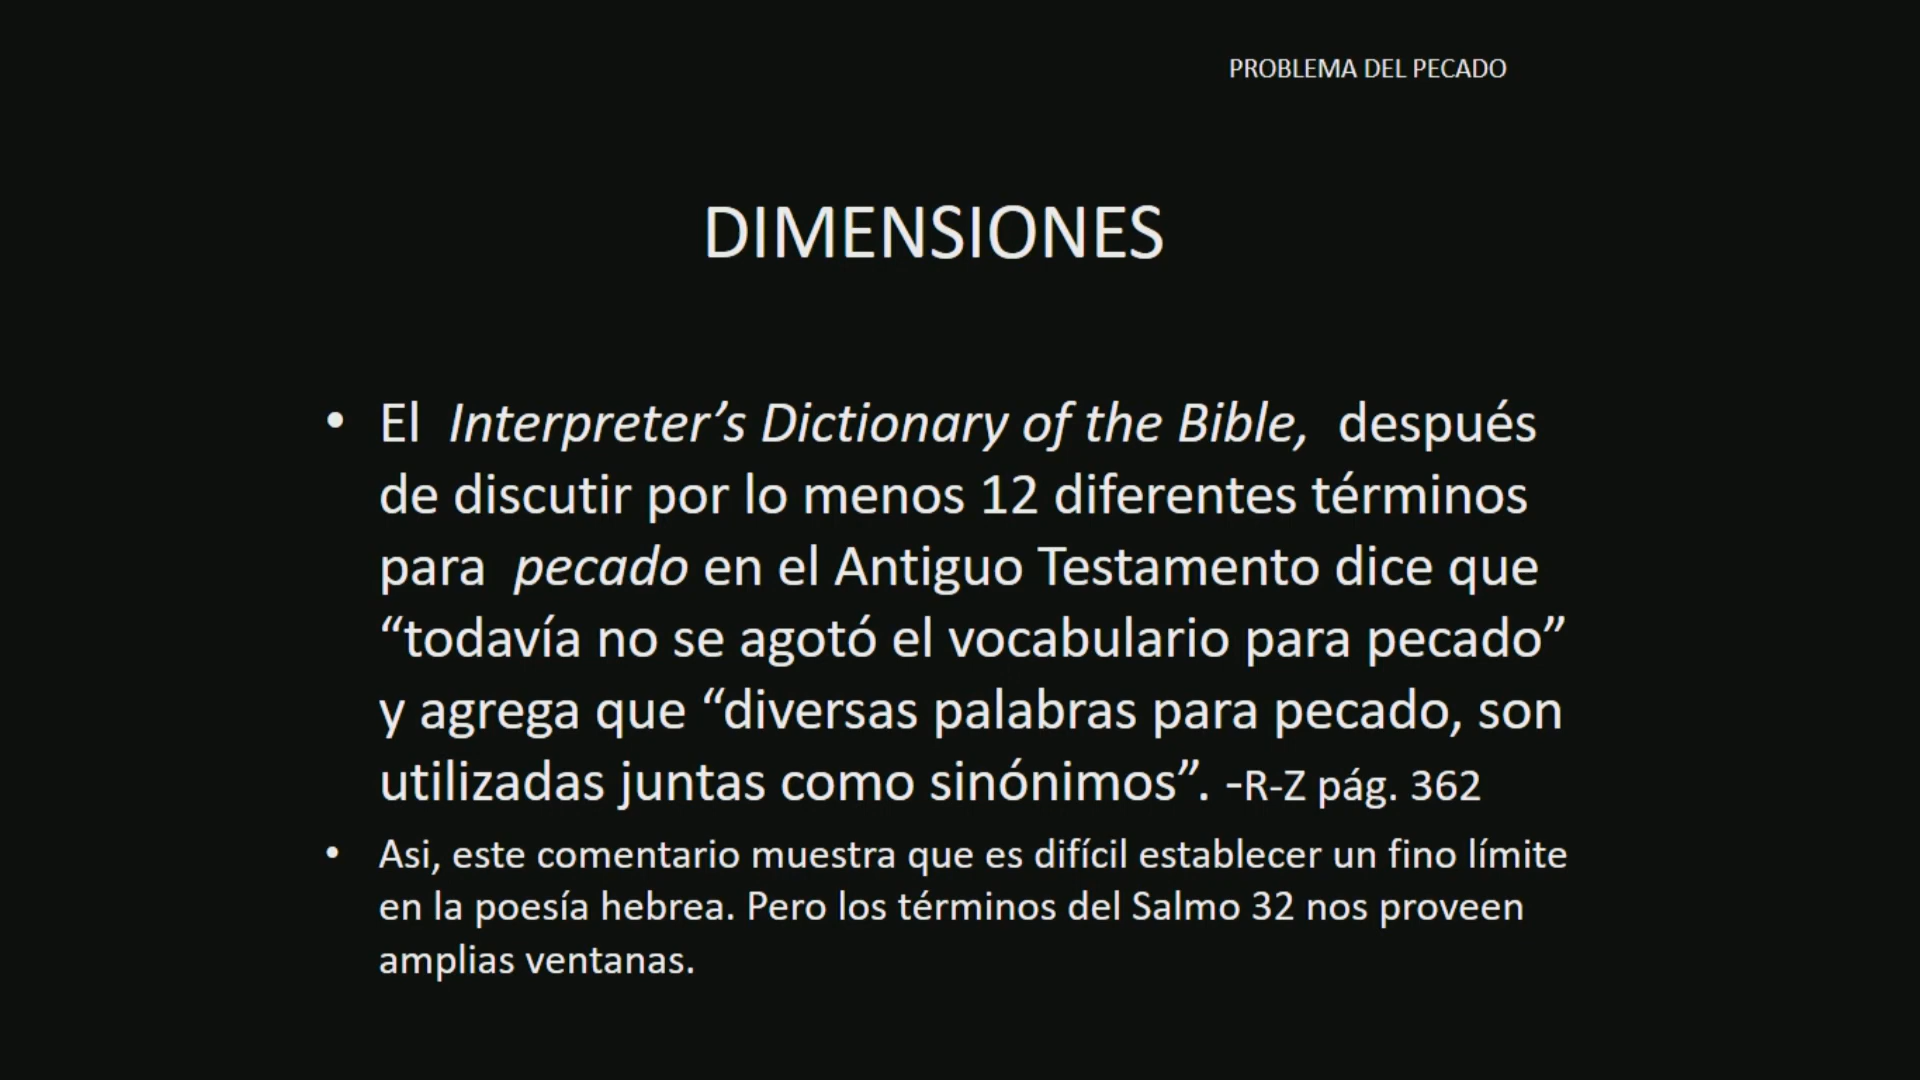 PROBLEMA DEL PECADO
DIMENSIONES
• El Interpreter’s Dictionary of the Bible, después
de discutir por lo menos 12 diferentes términos
para pecado en el Antiguo Testamento dice que
“todavía no se agotó el vocabulario para pecado”
y agrega que “diversas palabras para pecado, son
utilizadas juntas como sinónimos”. -R-Z pág. 362
• Asi, este comentario muestra que es difícil establecer un fino límite
en la poesía hebrea. Pero los términos del Salmo 32 nos proveen
amplias ventanas.